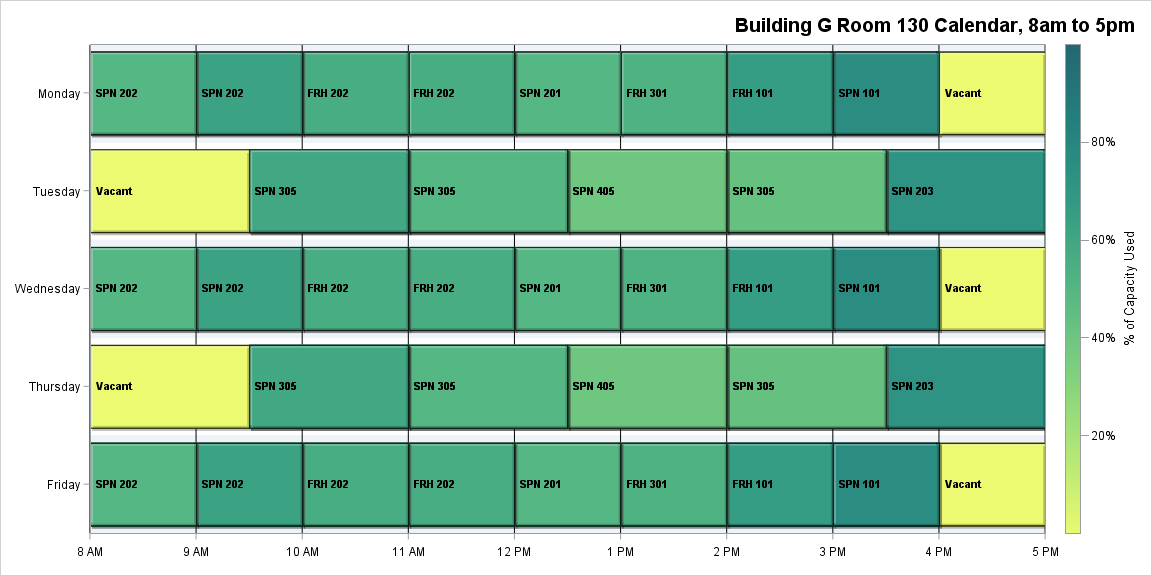 Building G Room 130 Calendar, 8am to 5pm
Monday SPN 202 SPN 202 FRH 202 FRH 202 SPN 201 FRH 301 FRH 101 SPN 101 Vacant
Tuesday Vacant SPN 305 SPN 305 SPN 405 SPN 305 SPN 203
Wednesday SPN 202 SPN 202 FRH 202 FRH 202 SPN 201 FRH 301 FRH 101 SPN 101 Vacant
Thursday Vacant SPN 305 SPN 305 SPN 405 SPN 305 SPN 203
Friday SPN 202 SPN 202 FRH 202 FRH 202 SPN 201 FRH 301 FRH 101 SPN 101 Vacant
8 AM 9 AM 10 AM 11 AM 12 PM 1 PM 2 PM 3 PM 4 PM 5 PM
80%
60%
40%
20%
% of Capacity Used